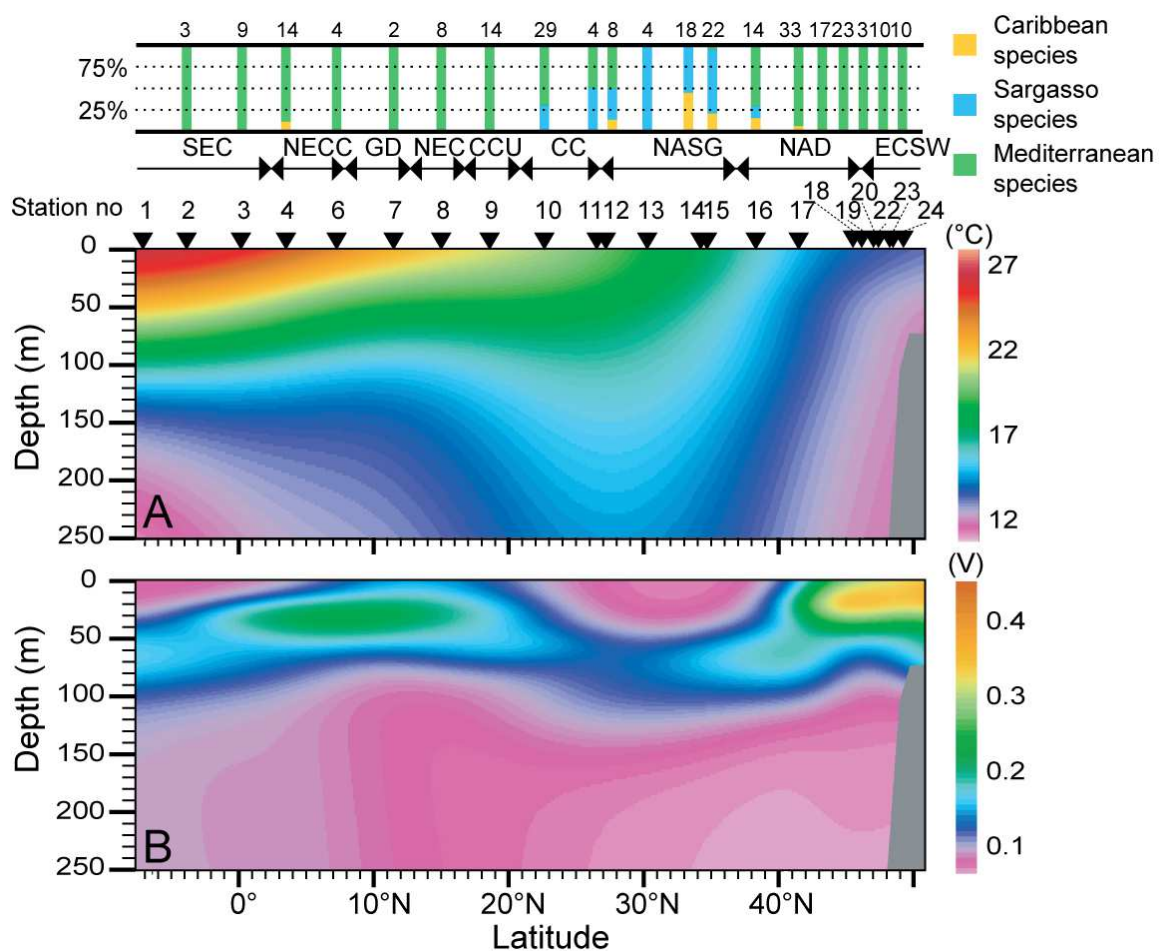 3 9 14 4 2 8 14 29 4 8 4 18 22 14 33 17 23 31 10 10
Caribbean
species
Sargasso
species
Mediterranean
species
75%
25%
SEC NECC GD NEC CCU CC NASG NAD ECSW
Station no 1 2 3 4 6 7 8 9 10 11 12 13 14 15 16 17 18 19 20 22 23 24
(°C)
27
22
17
12
0
50
100
150
200
250
Depth (m)
A
(V)
0.4
0.3
0.2
0.1
0
50
100
150
200
250
Depth (m)
B
0° 10°N 20°N 30°N 40°N
Latitude